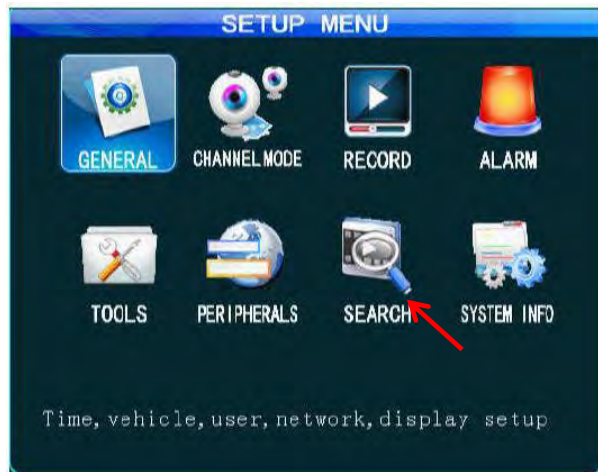 SETUP MENU
GENERAL CHANNEL MODE RECORD ALARM
TOOLS PERIPHERALS SEARCH SYSTEM INFO
Time, vehicle, user, network, display setup